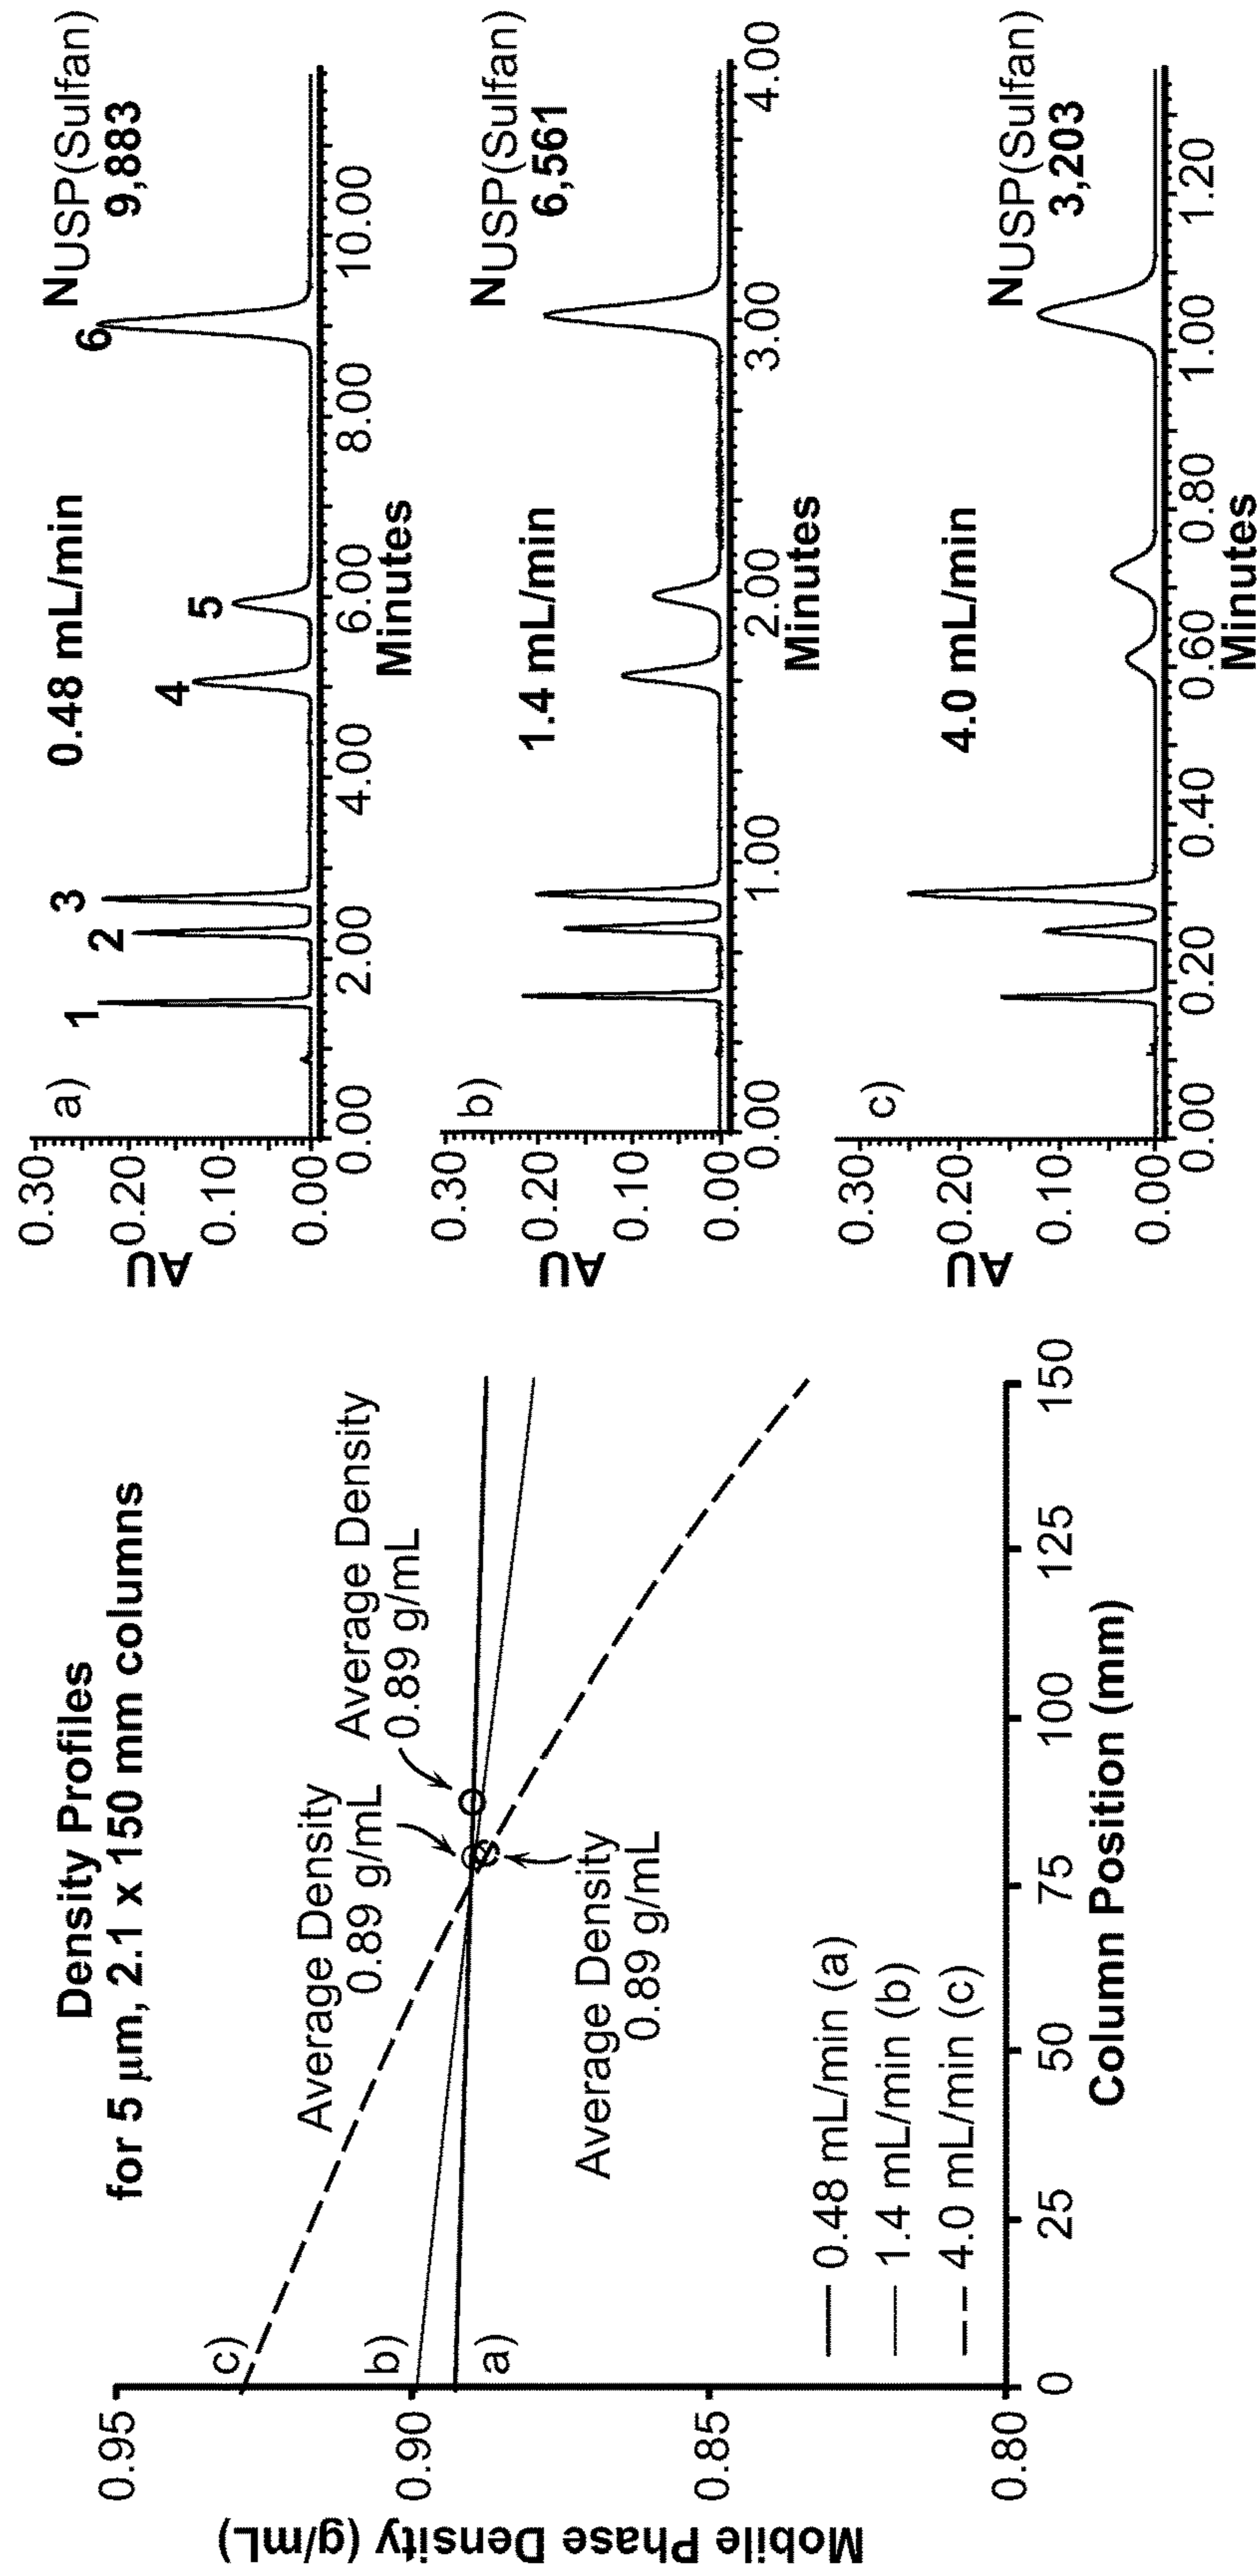 Density Profiles
for 5 µm, 2.1 x 150 mm columns
Mobile Phase Density (g/mL)
0.95
0.90
0.85
0.80
c)
b)
a)
Average Density
0.89 g/mL
Average Density
0.89 g/mL
Average Density
0.89 g/mL
0.48 mL/min (a)
1.4 mL/min (b)
4.0 mL/min (c)
0 25 50 75 100 125 150
Column Position (mm)
a)
0.48 mL/min
NUSP(Sulfan)
9,883
AU
0.30
0.20
0.10
0.00
1 2 3 4 5 6
0.00 2.00 4.00 6.00 8.00 10.00
Minutes
b)
1.4 mL/min
NUSP(Sulfan)
6,561
AU
0.30
0.20
0.10
0.00
0.00 1.00 2.00 3.00 4.00
Minutes
c)
4.0 mL/min
NUSP(Sulfan)
3,203
AU
0.30
0.20
0.10
0.00
0.00 0.20 0.40 0.60 0.80 1.00 1.20
Minutes